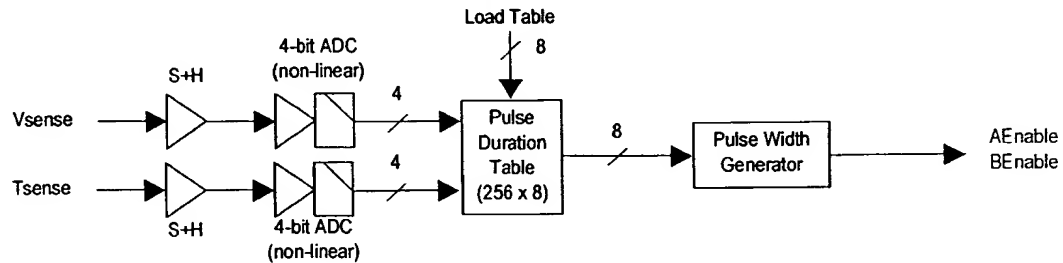 Load Table
8
4-bit ADC
(non-linear)
S+H
4
Vsense
Pulse
Duration
Table
(256 x 8)
8
Pulse Width
Generator
AEnable
BEnable
4
Tsense
S+H
4-bit ADC
(non-linear)